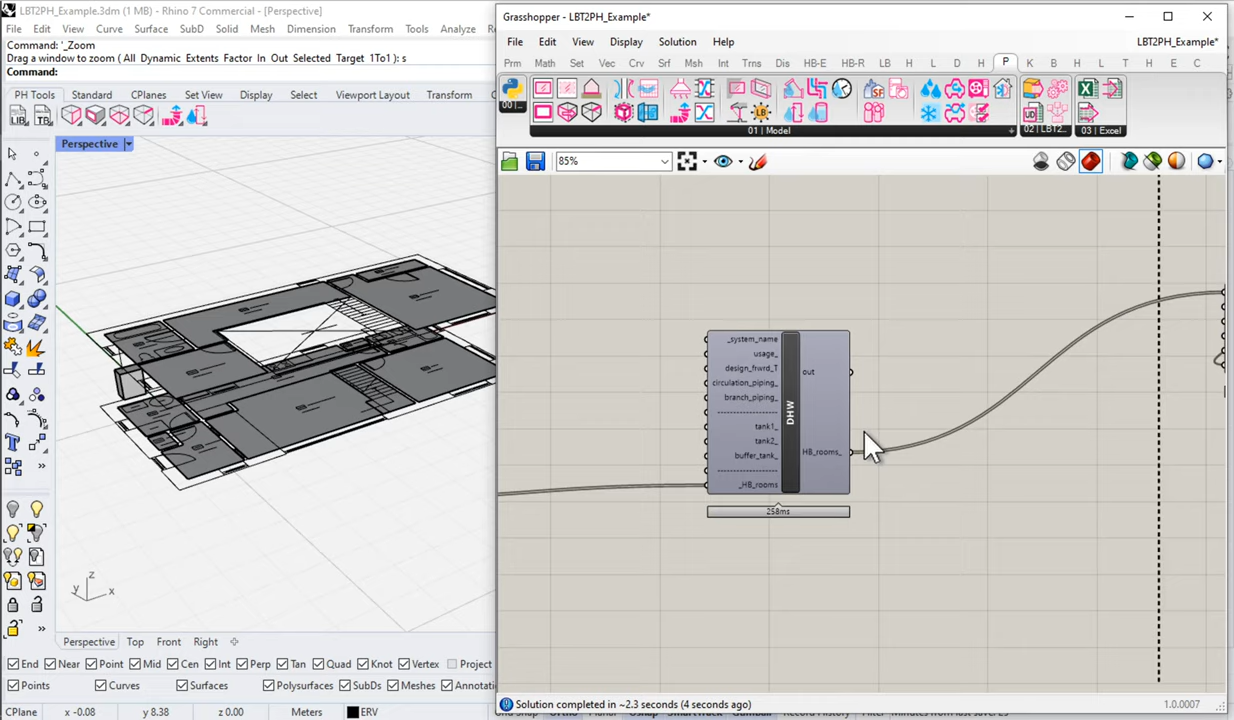 LBT2PH_Example.3dm (1 MB) - Rhino 7 Commercial - [Perspective]
File Edit View Curve Surface SubD Solid Mesh Dimension Transform Tools Analyze
Command: '_Zoom
Drag a window to zoom ( All Dynamic Extents Factor In Out Selected Target 1To1 ): s
Command:
PH Tools Standard CPlanes Set View Display Select Viewport Layout Transform
LIB TB
Perspective
z
y x
Perspective Top Front Right
End Near Point Mid Cen Int Perp Tan Quad Knot Vertex Project
Points Curves Surfaces Polysurfaces SubDs Meshes
CPlane x -0.08 y 8.38 z 0.00 Meters ERV
Grasshopper - LBT2PH_Example*
File Edit View Display Solution Help LBT2PH_Example*
Prm Math Set Vec Crv Srf Msh Int Trns Dis HB-E HB-R LB H L D H P K B H L T H E C
01 | Model 02 | LBT2... 03 | Excel
85%
_system_name
usage_
design_frwrd_T
circulation_piping_
branch_piping_
--------------------
tank1_
tank2_
buffer_tank_
--------------------
_HB_rooms
DHW
out
HB_rooms_
258ms
Solution completed in ~2.3 seconds (4 seconds ago) 1.0.0007